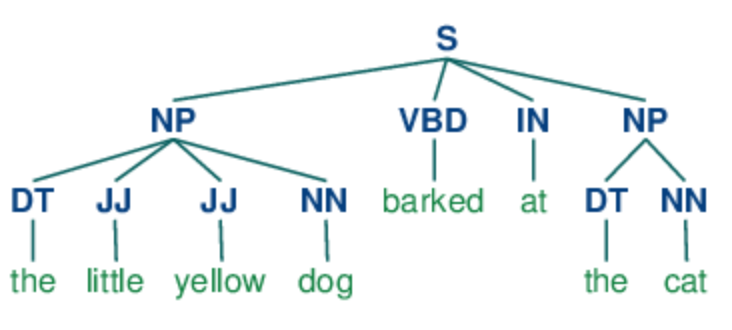 S
NP VBD IN NP
DT JJ JJ NN barked at DT NN
the little yellow dog the cat